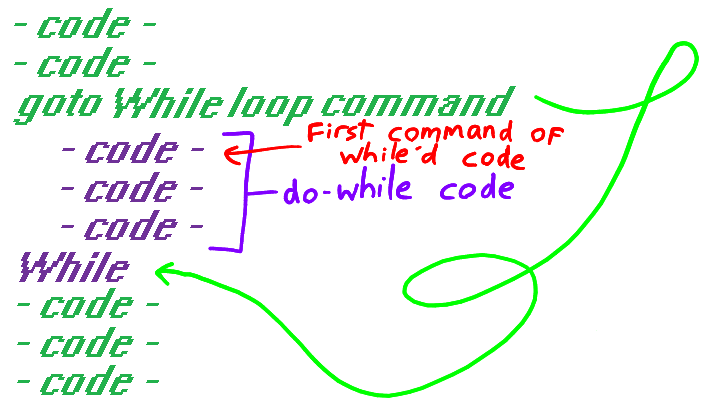 - code -
- code -
goto While loop command
- code -
First command of
while'd code
- code -
do-while code
- code -
While
- code -
- code -
- code -